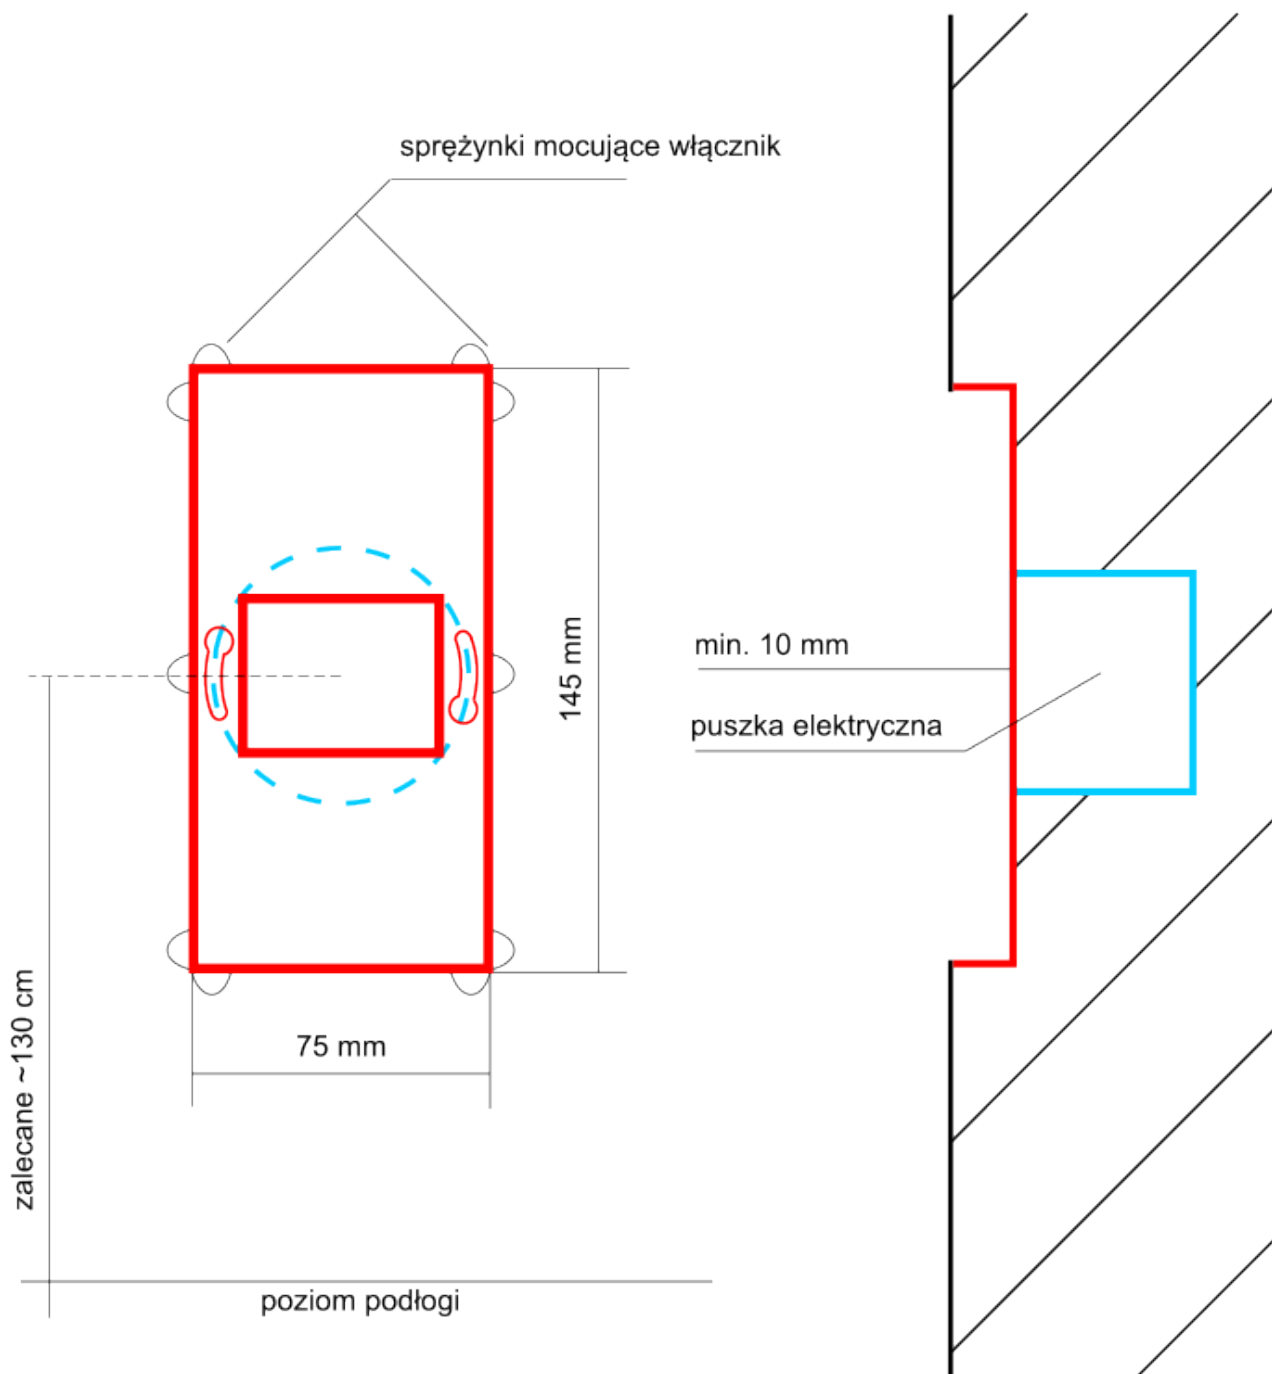 sprężynki mocujące włącznik
145 mm
min. 10 mm
puszka elektryczna
75 mm
zalecane ~130 cm
poziom podłogi